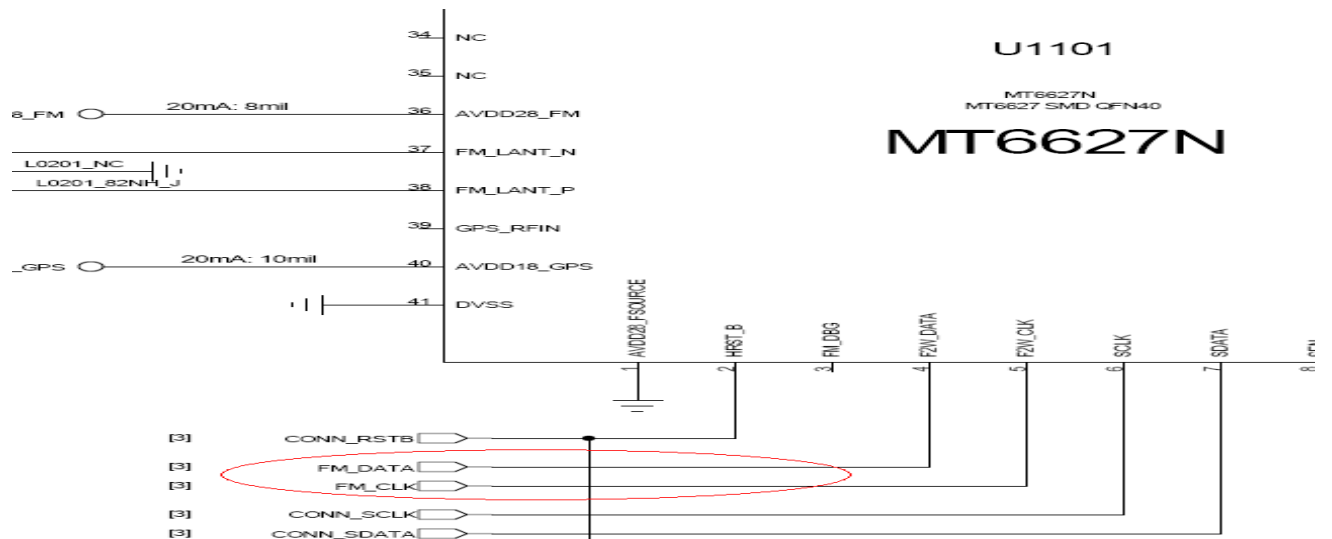 34 NC
U1101
35 NC
MT6627N
MT6627 SMD QFN40
8_FM 20mA: 8mil 36 AVDD28_FM
MT6627N
37 FM_LANT_N
L0201_NC
L0201_82NH_J 38 FM_LANT_P
39 GPS_RFIN
_GPS 20mA: 10mil 40 AVDD18_GPS
41 DVSS
AVDD28_FSOURCE HRST_B FM_DBG F2W_DATA F2W_CLK SCLK SDATA
1 2 3 4 5 6 7 8
[3] CONN_RSTB
[3] FM_DATA
[3] FM_CLK
[3] CONN_SCLK
[3] CONN_SDATA